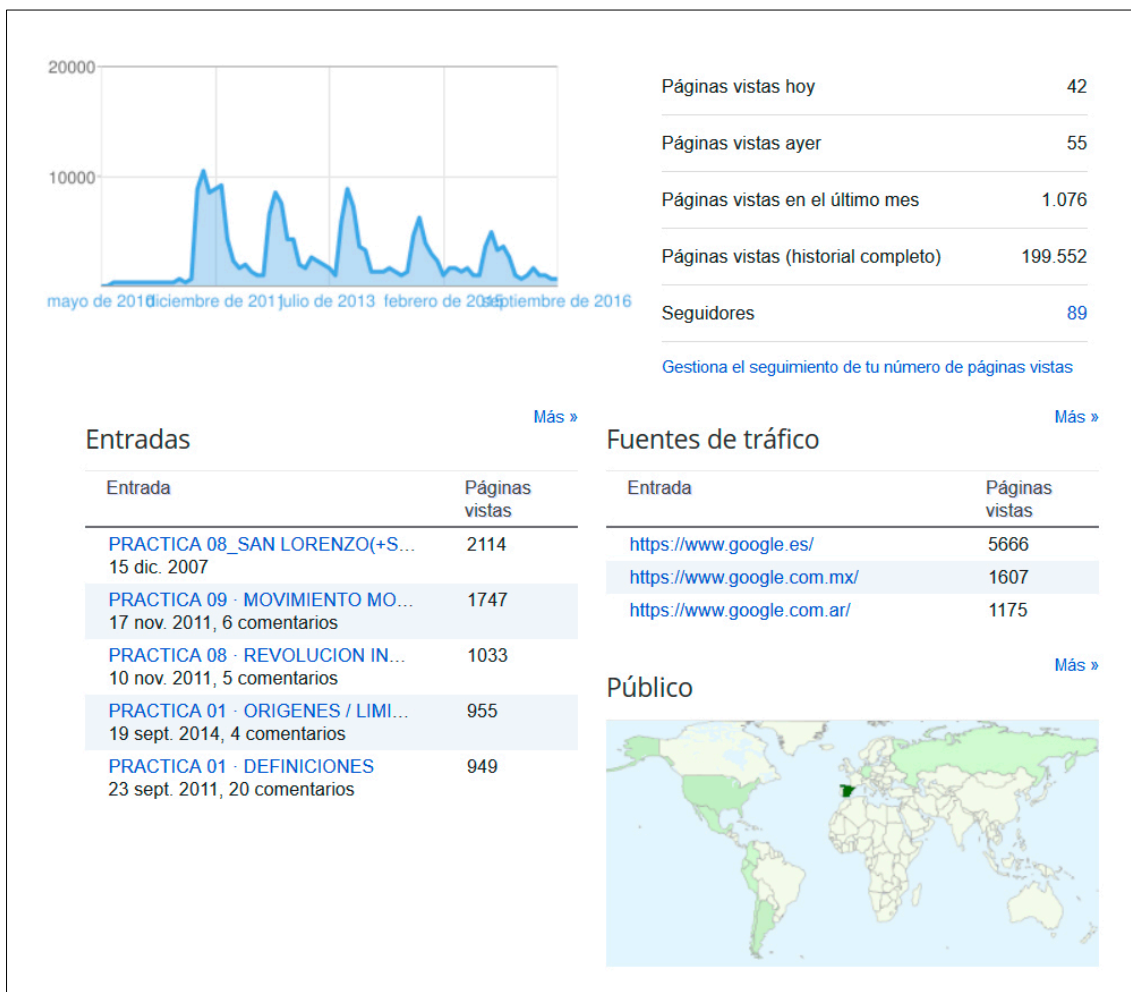 20000
10000
mayo de 2010 diciembre de 2011 julio de 2013 febrero de 2015 septiembre de 2016
Páginas vistas hoy 42
Páginas vistas ayer 55
Páginas vistas en el último mes 1.076
Páginas vistas (historial completo) 199.552
Seguidores 89
Gestiona el seguimiento de tu número de páginas vistas
Más »
Entradas
Entrada Páginas
vistas
PRACTICA 08_SAN LORENZO(+S... 2114
15 dic. 2007
PRACTICA 09 · MOVIMIENTO MO... 1747
17 nov. 2011, 6 comentarios
PRACTICA 08 · REVOLUCION IN... 1033
10 nov. 2011, 5 comentarios
PRACTICA 01 · ORIGENES / LIMI... 955
19 sept. 2014, 4 comentarios
PRACTICA 01 · DEFINICIONES 949
23 sept. 2011, 20 comentarios
Más »
Fuentes de tráfico
Entrada Páginas
vistas
https://www.google.es/ 5666
https://www.google.com.mx/ 1607
https://www.google.com.ar/ 1175
Más »
Público